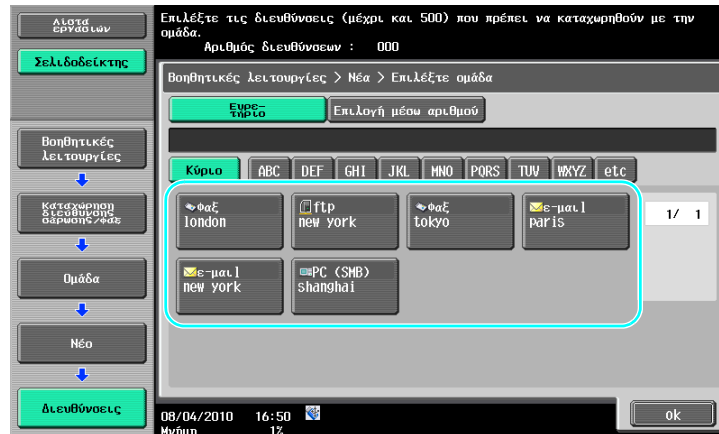 Λίστα
εργασιών
Επιλέξτε τις διευθύνσεις (μέχρι και 500) που πρέπει να καταχωρηθούν με την
ομάδα.
Αριθμός διευθύνσεων : 000
Σελιδοδείκτης
Βοηθητικές λειτουργίες > Νέα > Επιλέξτε ομάδα
Ευρε-
τήριο
Επιλογή μέσω αριθμού
Βοηθητικές
λειτουργίες
Κύριο ABC DEF GHI JKL MNO PQRS TUV WXYZ etc
Καταχώρηση
διεύθυνσης
σάρωσης/φαξ
Φαξ
london
ftp
new york
Φαξ
tokyo
ε-μαιl
paris
1/ 1
Ομάδα
ε-μαιl
new york
PC (SMB)
shanghai
Νέο
Διευθύνσεις
08/04/2010 16:50
Μνήμη 1%
ok